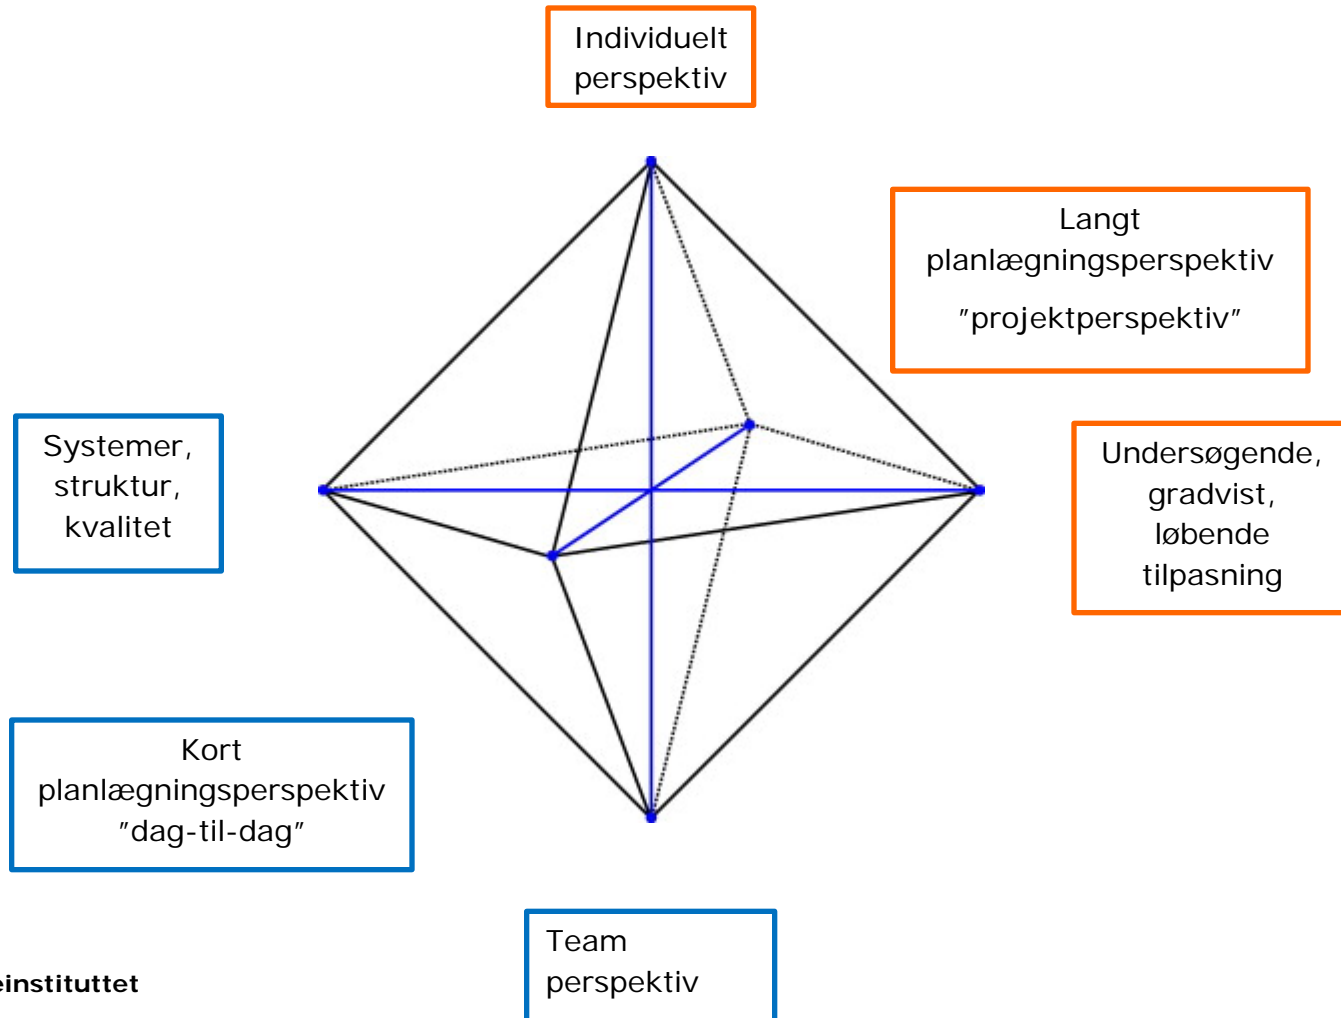 Individuelt
perspektiv
Langt
planlægningsperspektiv
”projektperspektiv”
Systemer,
struktur,
kvalitet
Undersøgende,
gradvist,
løbende
tilpasning
Kort
planlægningsperspektiv
”dag-til-dag”
Team
perspektiv
einstituttet